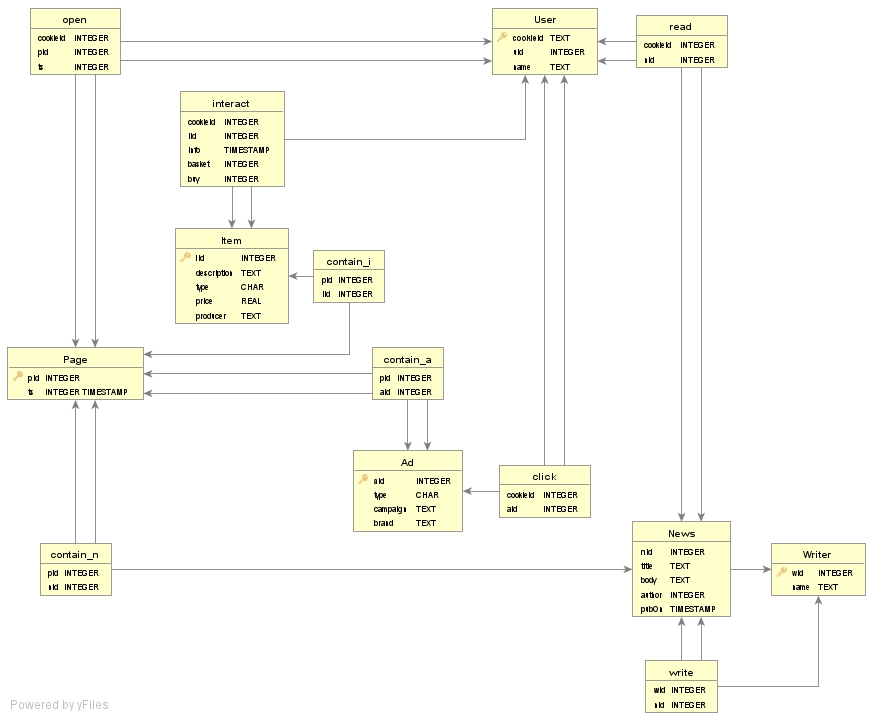 open
cookieId INTEGER
pid INTEGER
ts INTEGER
User
cookieId TEXT
uid INTEGER
name TEXT
read
cookieId INTEGER
nid INTEGER
interact
cookieId INTEGER
iid INTEGER
info TIMESTAMP
basket INTEGER
buy INTEGER
Item
iid INTEGER
description TEXT
type CHAR
price REAL
producer TEXT
contain_i
pid INTEGER
iid INTEGER
Page
pid INTEGER
ts INTEGER TIMESTAMP
contain_a
pid INTEGER
aid INTEGER
Ad
aid INTEGER
type CHAR
campaign TEXT
brand TEXT
click
cookieId INTEGER
aid INTEGER
contain_n
pid INTEGER
nid INTEGER
News
nid INTEGER
title TEXT
body TEXT
author INTEGER
pubOn TIMESTAMP
Writer
wid INTEGER
name TEXT
write
wid INTEGER
nid INTEGER
Powered by yFiles